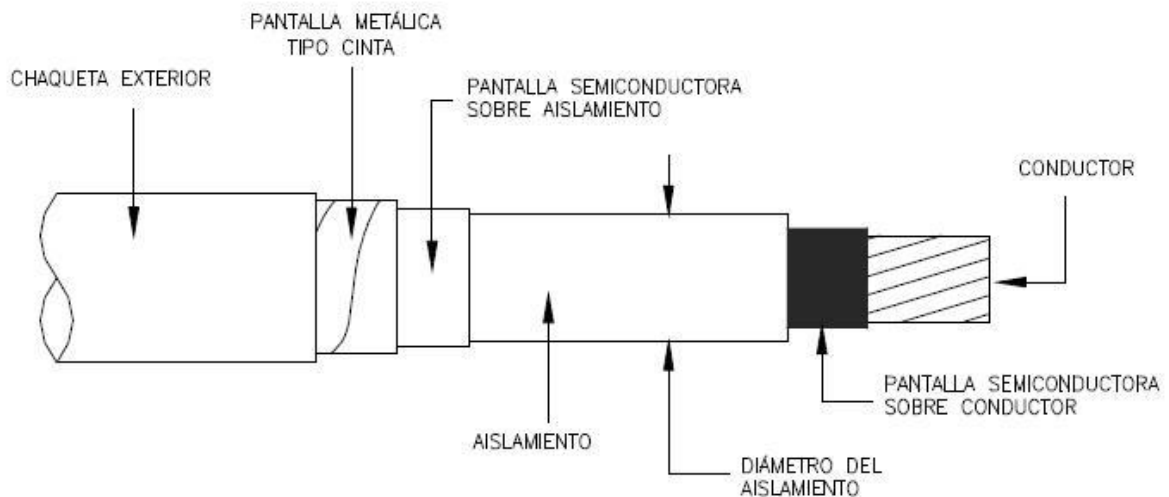 PANTALLA METÁLICA
TIPO CINTA
CHAQUETA EXTERIOR
PANTALLA SEMICONDUCTORA
SOBRE AISLAMIENTO
CONDUCTOR
PANTALLA SEMICONDUCTORA
SOBRE CONDUCTOR
AISLAMIENTO
DIÁMETRO DEL
AISLAMIENTO